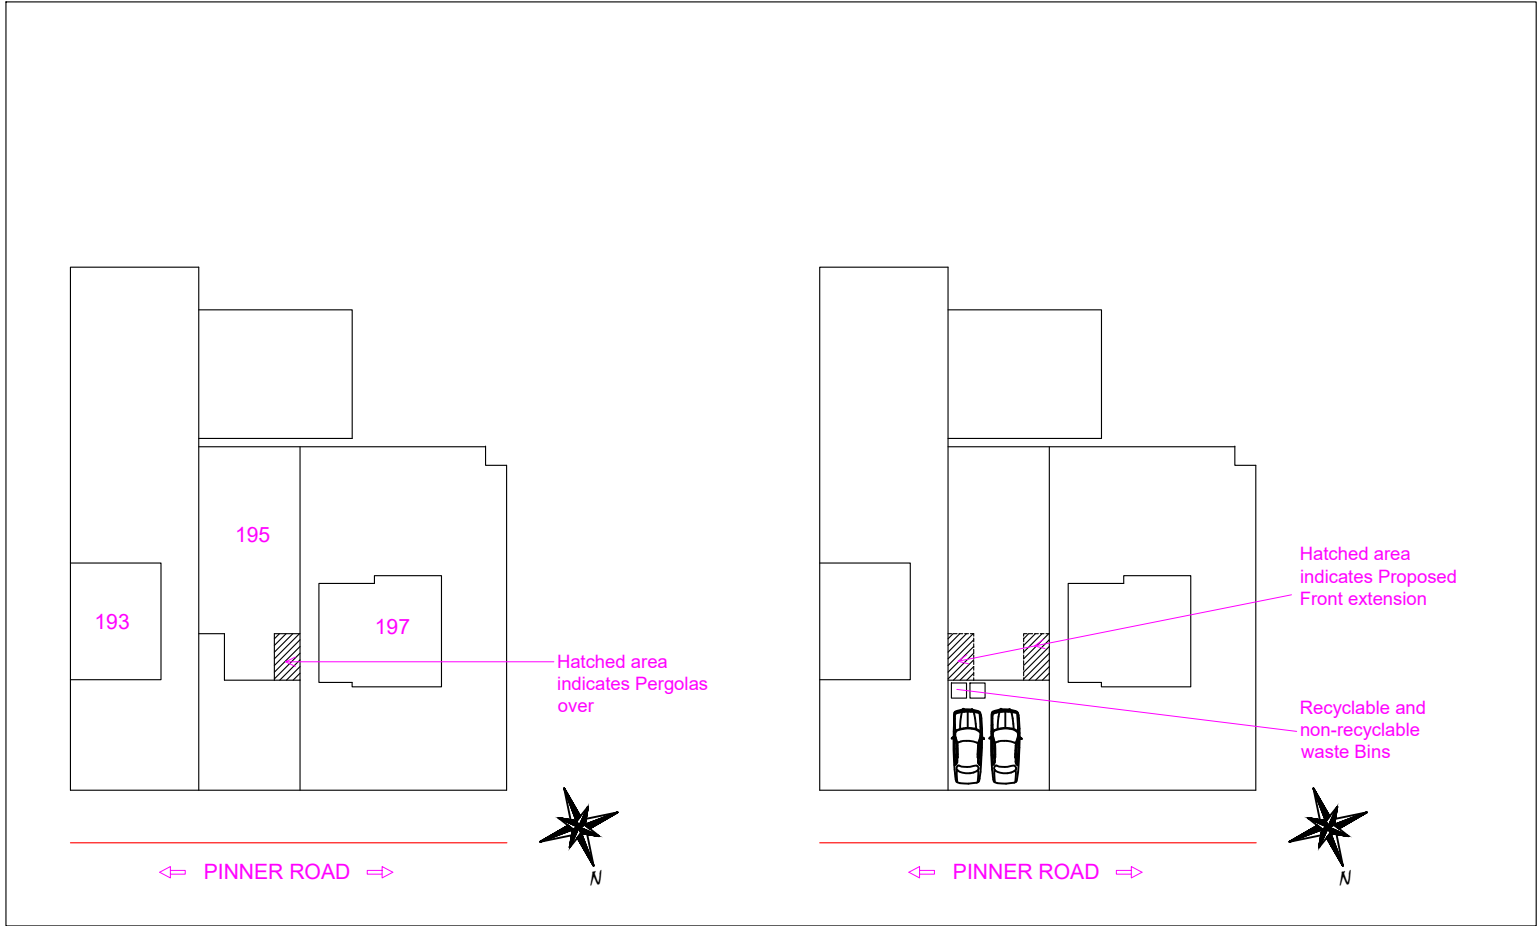 195
193
197
Hatched area
indicates Pergolas
over
N
PINNER ROAD
Hatched area
indicates Proposed
Front extension
Recyclable and
non-recyclable
waste Bins
N
PINNER ROAD